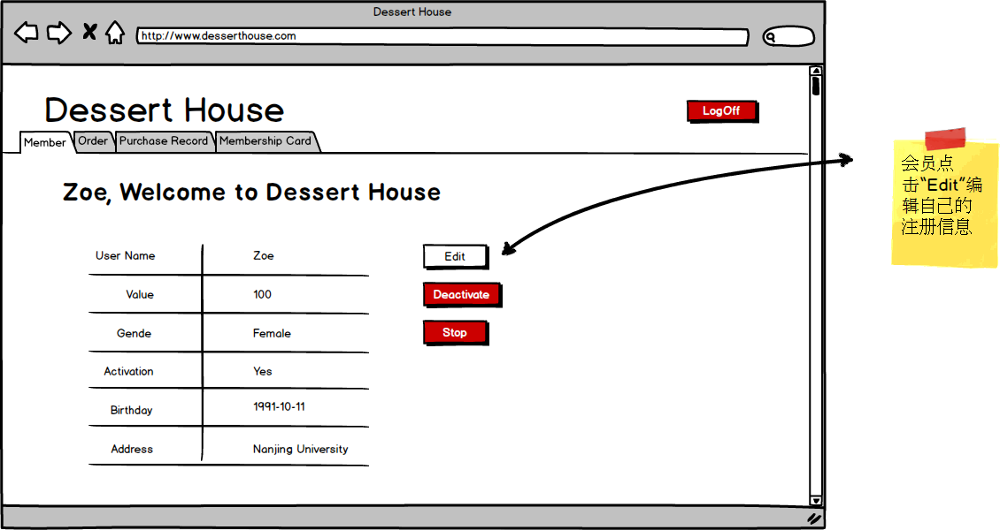 Dessert House
http://www.desserthouse.com
Dessert House
LogOff
Member Order Purchase Record Membership Card
Zoe, Welcome to Dessert House
User Name Zoe Edit
Value 100 Deactivate
Gende Female Stop
Activation Yes
Birthday 1991-10-11
Address Nanjing University
会员点
击“Edit”编
辑自己的
注册信息